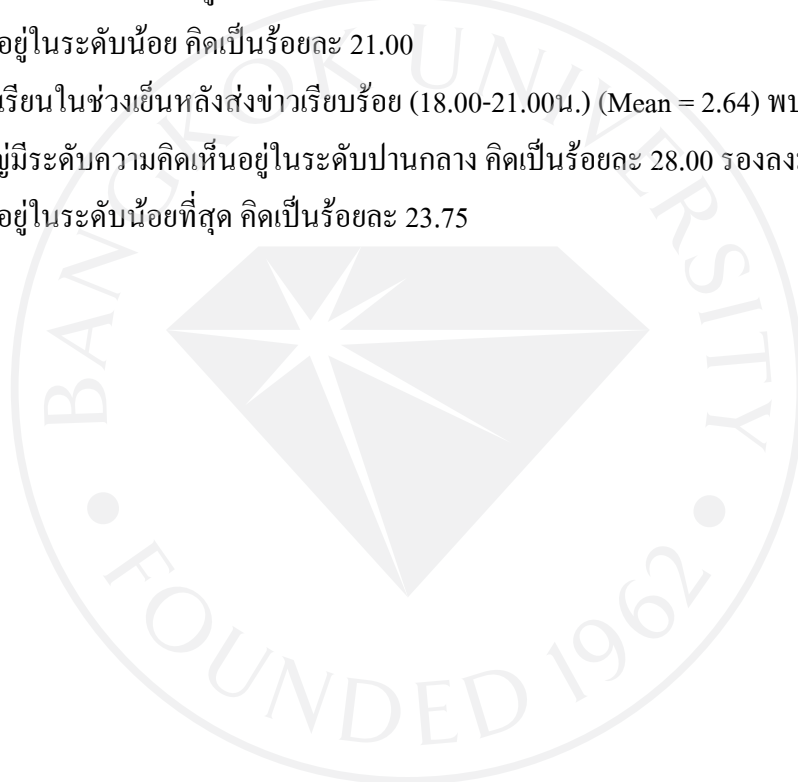 อยู่ในระดับน้อย คิดเป็นร้อยละ 21.00
เรียนในช่วงเย็นหลังส่งข่าวเรียบร้อย (18.00-21.00น.) (Mean = 2.64)
มีระดับความคิดเห็นอยู่ในระดับปานกลาง คิดเป็นร้อยละ 28.00 รองลง
อยู่ในระดับน้อยที่สุด คิดเป็นร้อยละ 23.75
BANGKOK UNIVERSITY
FOUNDED 1962